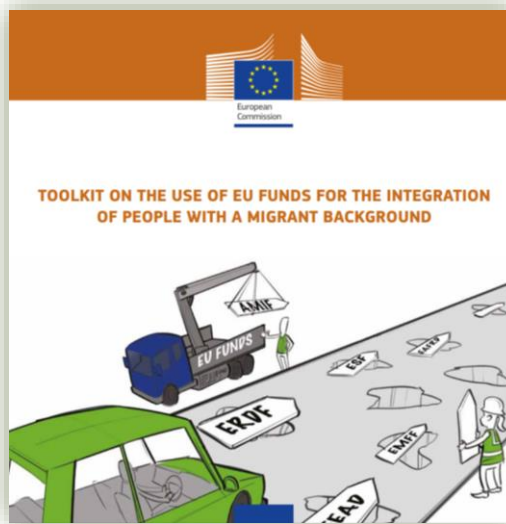 European
Commission
TOOLKIT ON THE USE OF EU FUNDS FOR THE INTEGRATION
OF PEOPLE WITH A MIGRANT BACKGROUND
AMIF
EU FUNDS
ESF
EAFRD
ERDF
EMFF
EAD